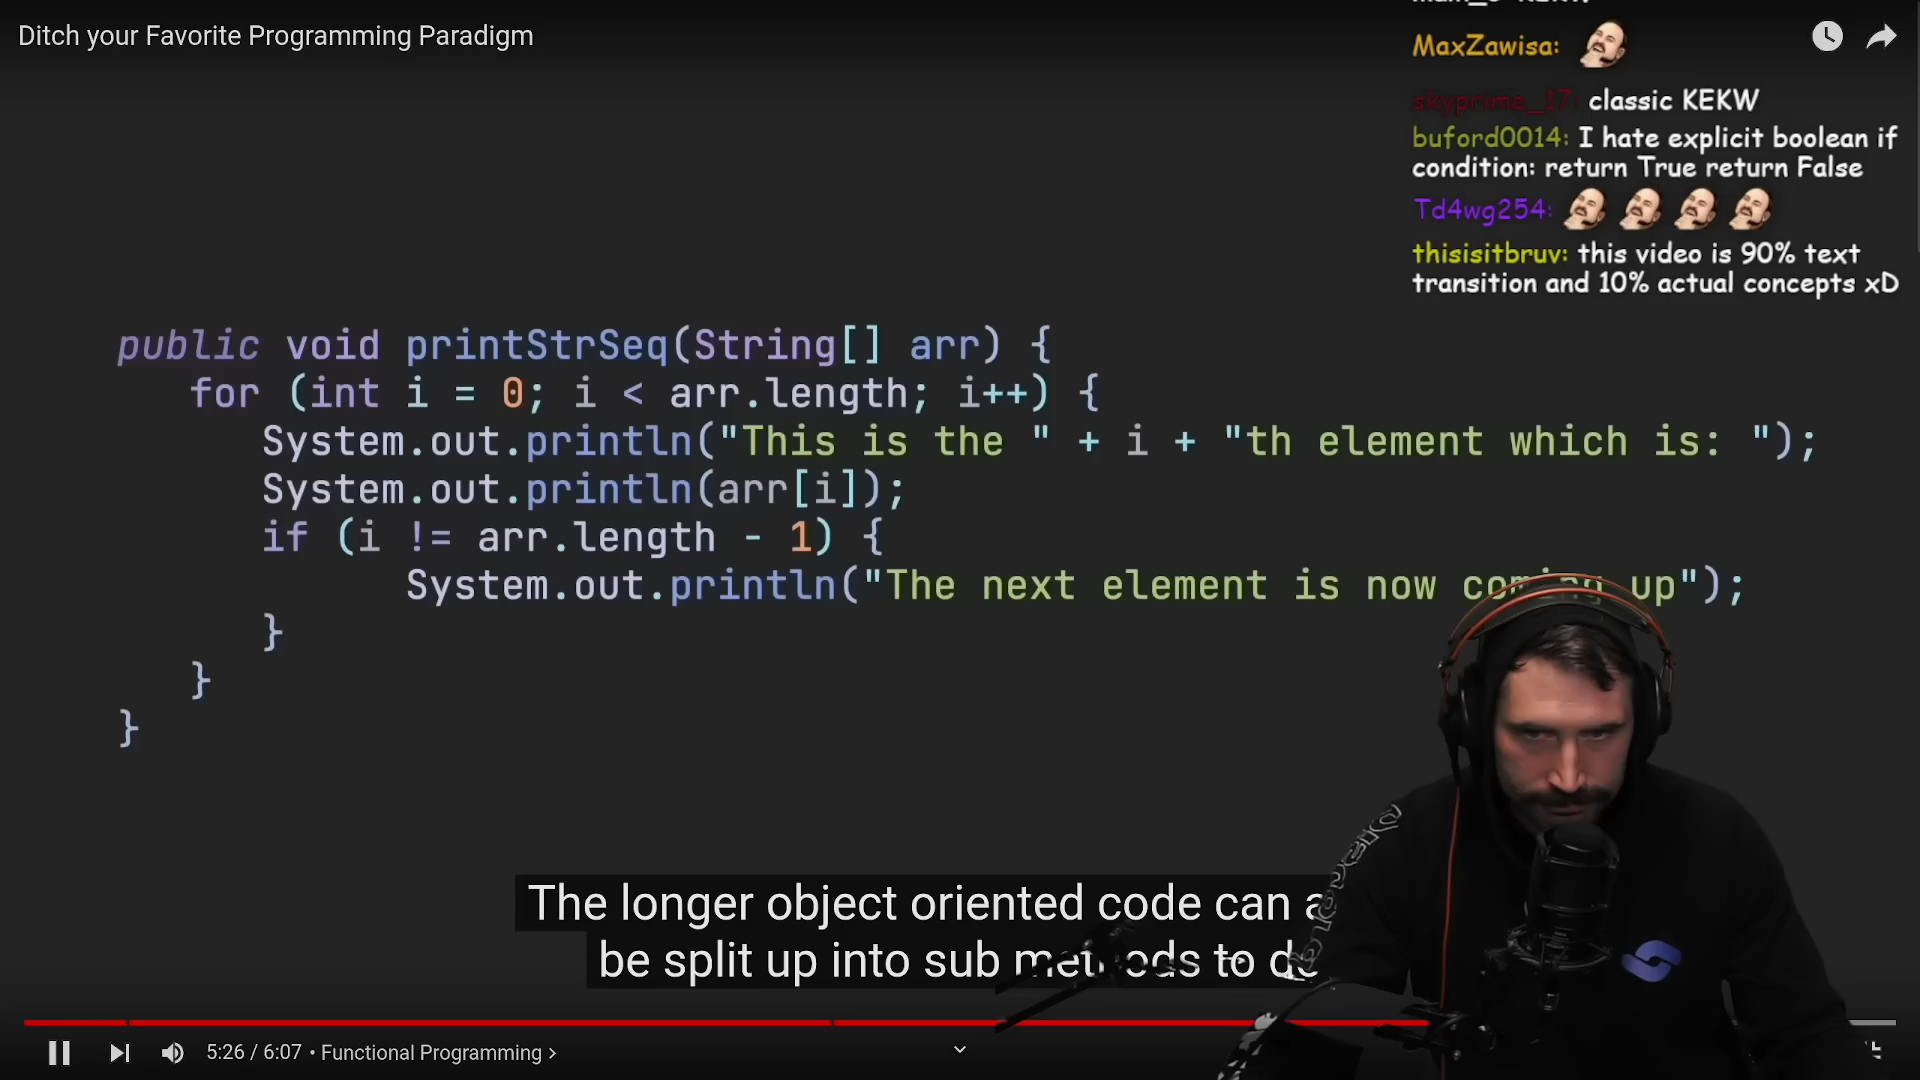 Ditch your Favorite Programming Paradigm
MaxZawisa:
skyprime_17: classic KEKW
buford0014: I hate explicit boolean if
condition: return True return False
Td4wg254:
thisisitbruv: this video is 90% text
transition and 10% actual concepts xD
public void printStrSeq(String[] arr) {
for (int i = 0; i < arr.length; i++) {
System.out.println("This is the " + i + "th element which is: ");
System.out.println(arr[i]);
if (i != arr.length - 1) {
System.out.println("The next element is now coming up");
}
}
}
The longer object oriented code can
be split up into sub methods to
5:26 / 6:07 • Functional Programming >